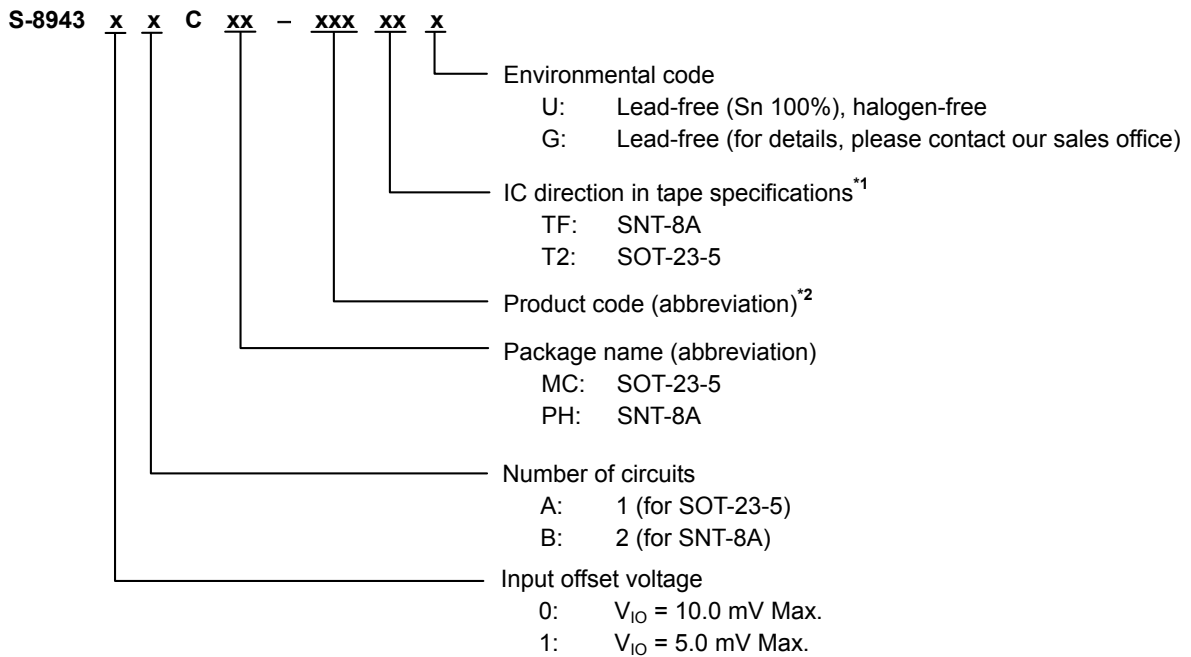 S-8943 x x C xx – xxx xx x
Environmental code
U: Lead-free (Sn 100%), halogen-free
G: Lead-free (for details, please contact our sales office)
IC direction in tape specifications*1
TF: SNT-8A
T2: SOT-23-5
Product code (abbreviation)*2
Package name (abbreviation)
MC: SOT-23-5
PH: SNT-8A
Number of circuits
A: 1 (for SOT-23-5)
B: 2 (for SNT-8A)
Input offset voltage
0: VIO = 10.0 mV Max.
1: VIO = 5.0 mV Max.